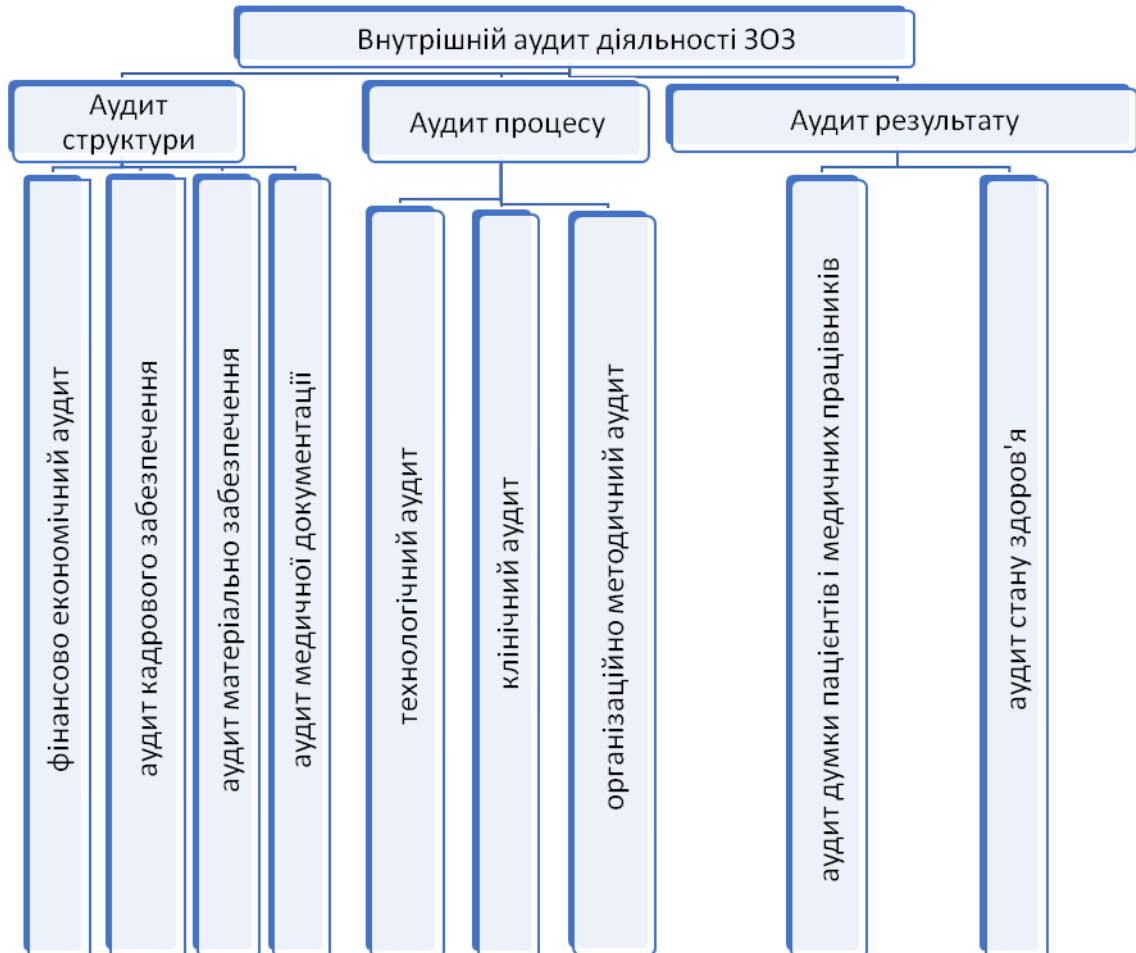 Внутрішній аудит діяльності ЗОЗ
Аудит
структури
Аудит процесу
Аудит результату
фінансово економічний аудит
аудит кадрового забезпечення
аудит матеріально забезпечення
аудит медичної документації
технологічний аудит
клінічний аудит
організаційно методичний аудит
аудит думки пацієнтів і медичних працівників
аудит стану здоров'я